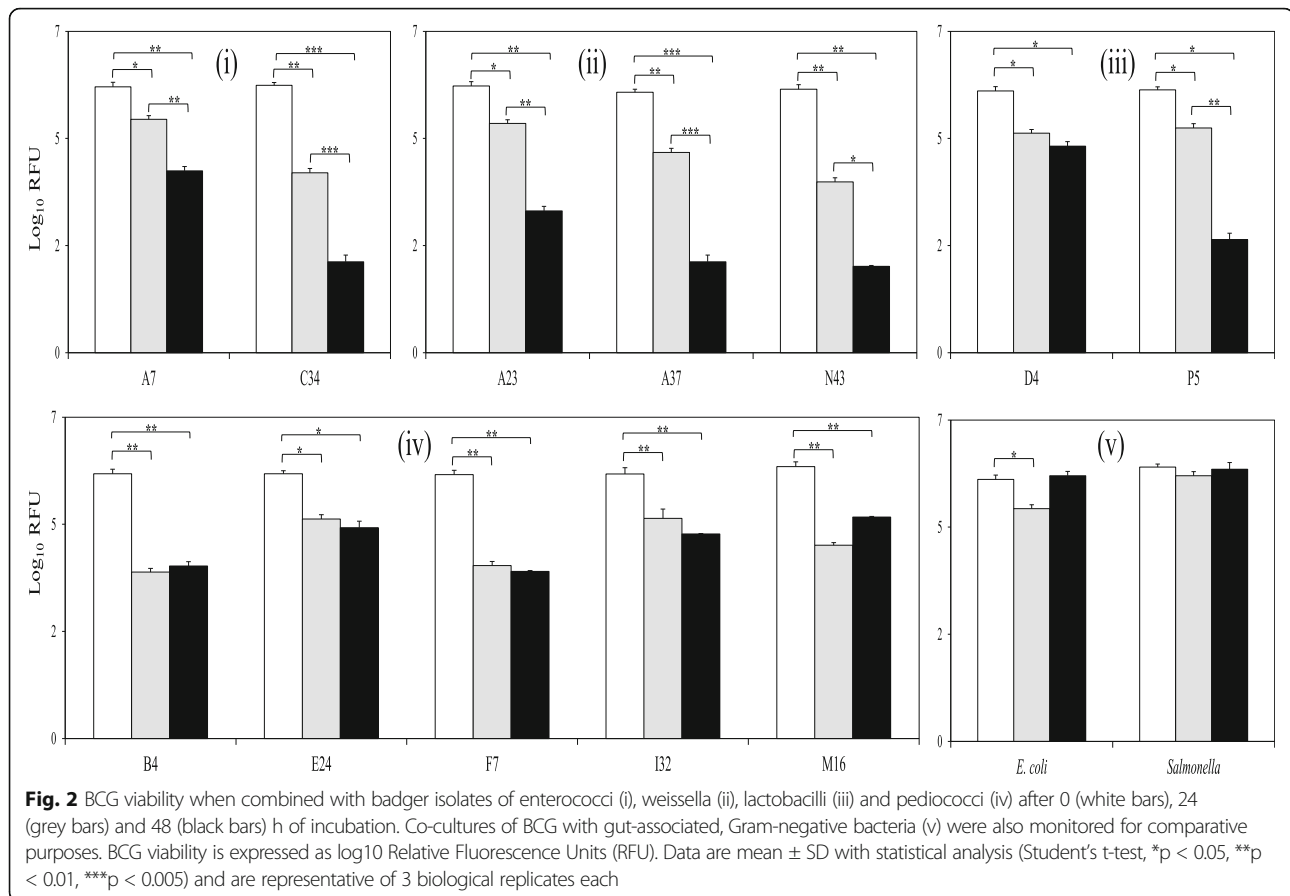 7
** (i) ***
* **
** ***
5
Log₁₀ RFU
2
0
A7 C34
7
** (ii) *** **
* ** **
** *** *
5
2
0
A23 A37 N43
7
* (iii) *
* *
**
5
2
0
D4 P5
7
** * (iv) ** ** **
** * ** ** **
5
Log₁₀ RFU
2
0
B4 E24 F7 I32 M16
7
(v)
*
5
2
0
E. coli Salmonella
Fig. 2 BCG viability when combined with badger isolates of enterococci (i), weissella (ii), lactobacilli (iii) and pediococci (iv) after 0 (white bars), 24
(grey bars) and 48 (black bars) h of incubation. Co-cultures of BCG with gut-associated, Gram-negative bacteria (v) were also monitored for comparative
purposes. BCG viability is expressed as log10 Relative Fluorescence Units (RFU). Data are mean ± SD with statistical analysis (Student's t-test, *p < 0.05, **p
< 0.01, ***p < 0.005) and are representative of 3 biological replicates each